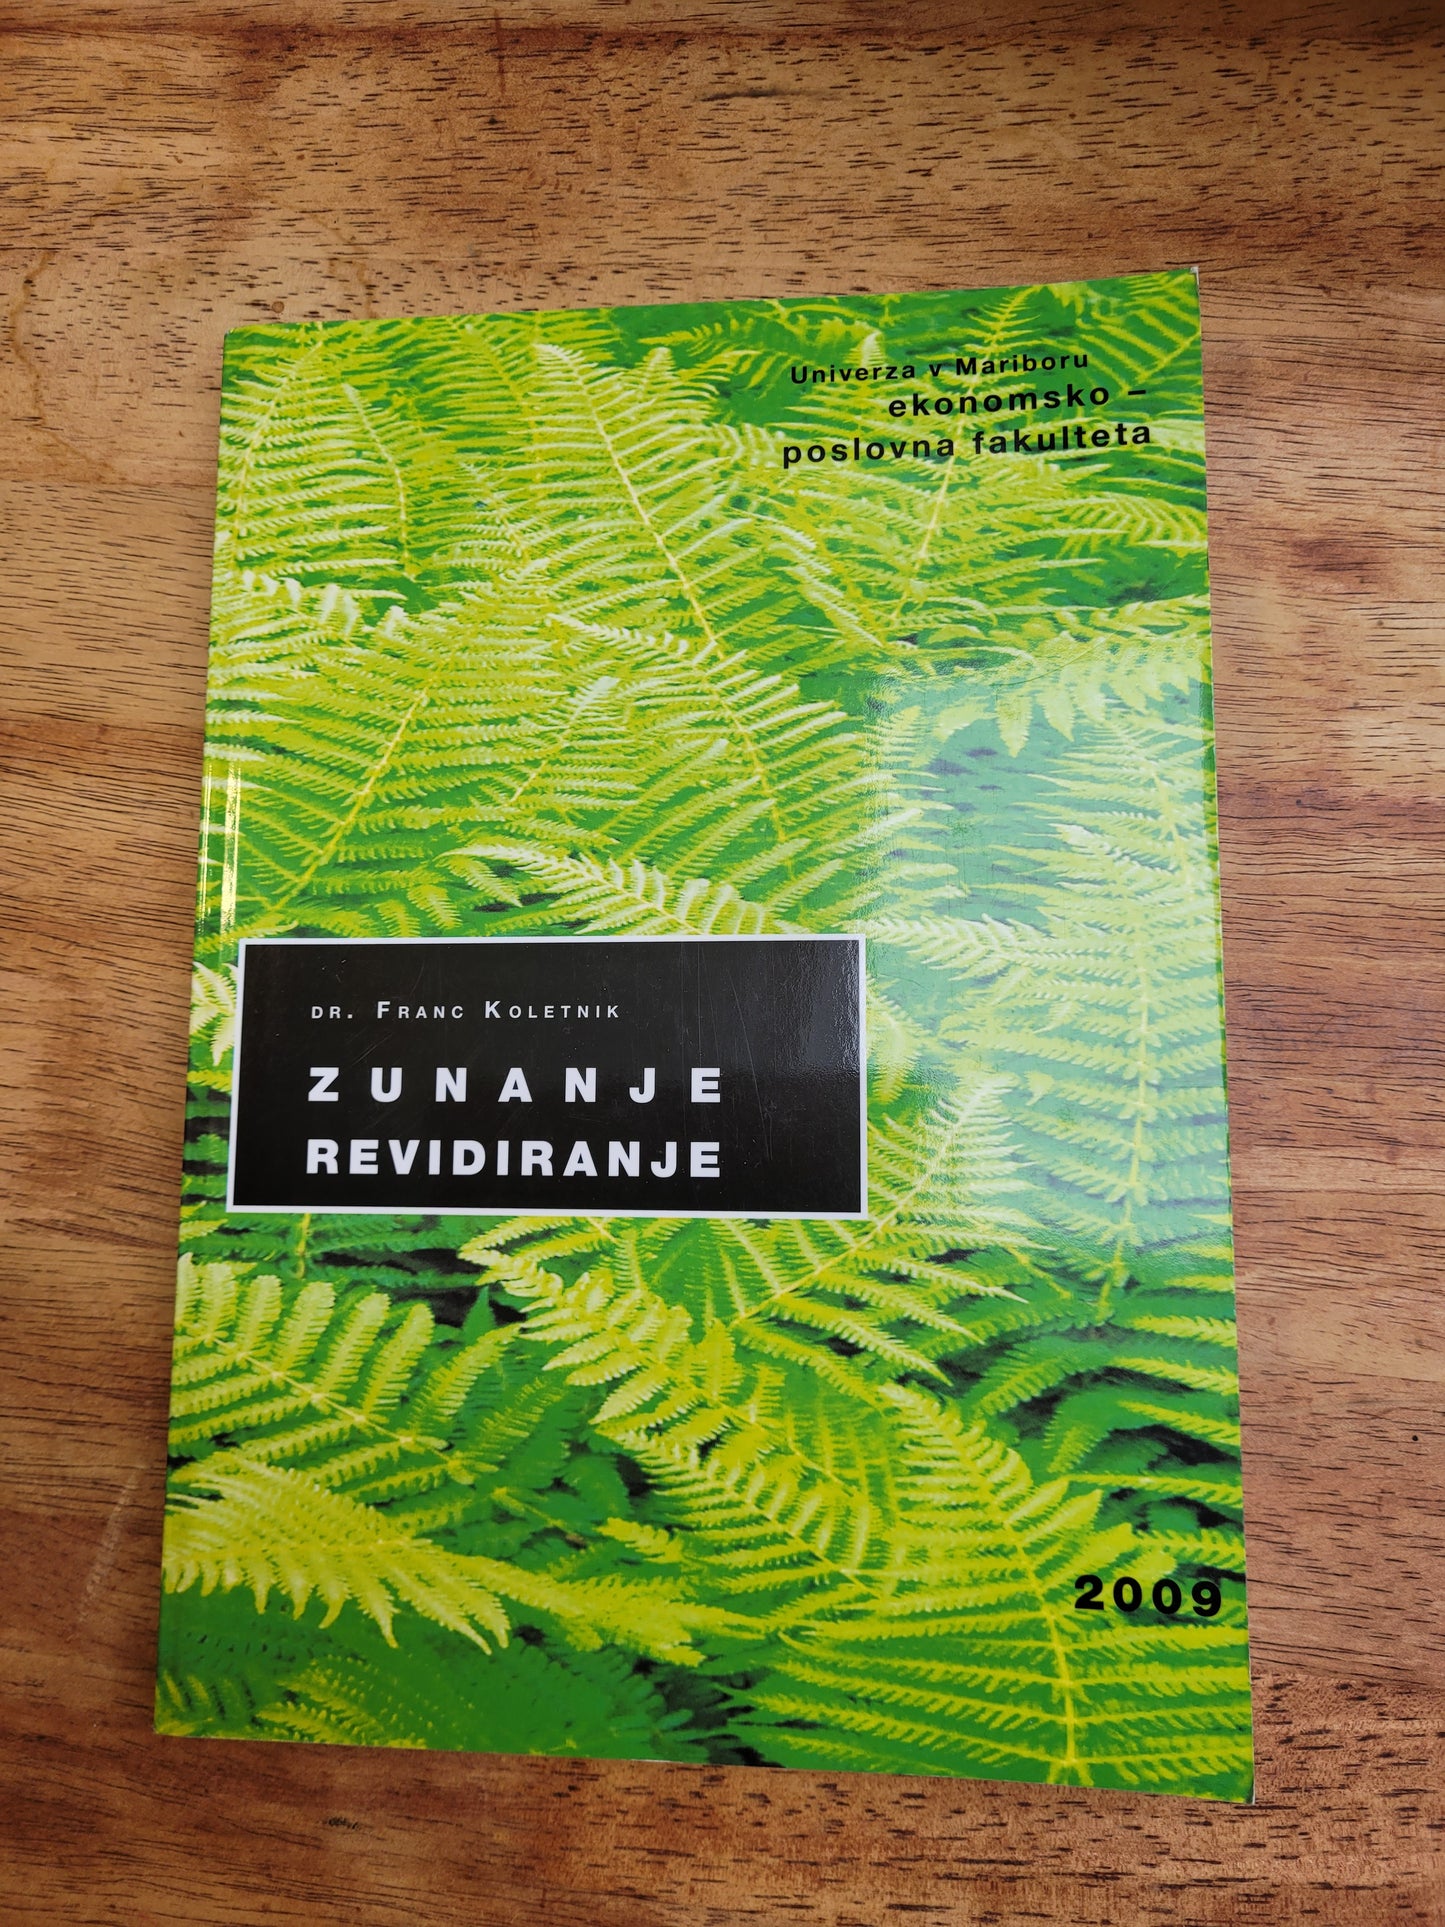 Univerza v Mariboru
ekonomsko –
poslovna fakulteta
DR. FRANC KOLETNIK
ZUNANJE
REVIDIRANJE
2009